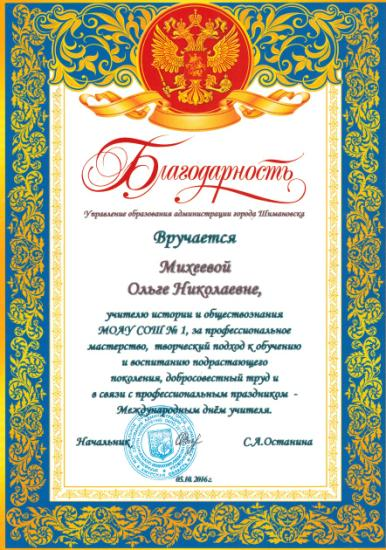 Благодарность
Управление образования администрации города Шимановска
Вручается
Михеевой
Ольге Николаевне,
учителю истории и обществознания
МОАУ СОШ № 1, за профессиональное
мастерство, творческий подход к обучению
и воспитанию подрастающего
поколения, добросовестный труд и
в связи с профессиональным праздником -
Международным днём учителя.
Начальник С.А.Останина
05.10.2016 г.